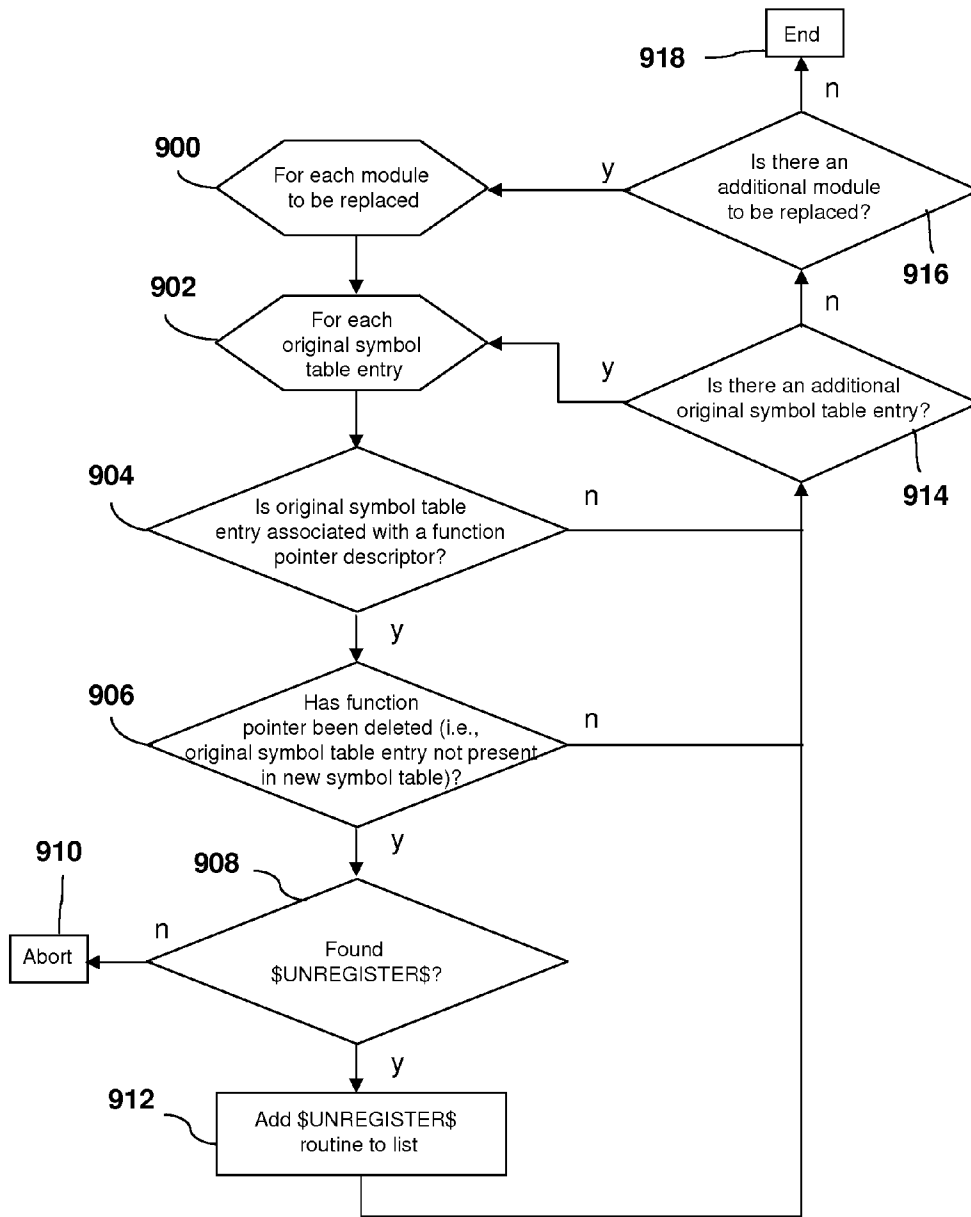 End
918
n
900
For each module
to be replaced
y
Is there an
additional module
to be replaced?
916
902
n
For each
original symbol
table entry
y
Is there an additional
original symbol table entry?
914
904
Is original symbol table
entry associated with a function
pointer descriptor?
n
y
906
Has function
pointer been deleted (i.e.,
original symbol table entry not present
in new symbol table)?
n
y
910
908
n
Abort
Found
$UNREGISTER$?
y
912
Add $UNREGISTER$
routine to list